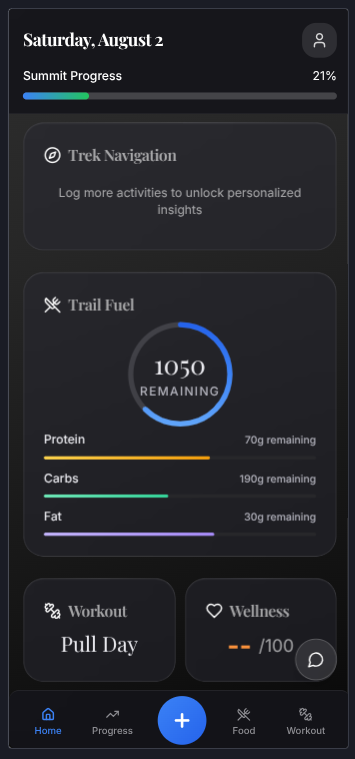 Saturday, August 2
Summit Progress 21%
Trek Navigation
Log more activities to unlock personalized
insights
Trail Fuel
1050
REMAINING
Protein 70g remaining
Carbs 190g remaining
Fat 30g remaining
Workout
Pull Day
Wellness
-- /100
Home Progress Food Workout